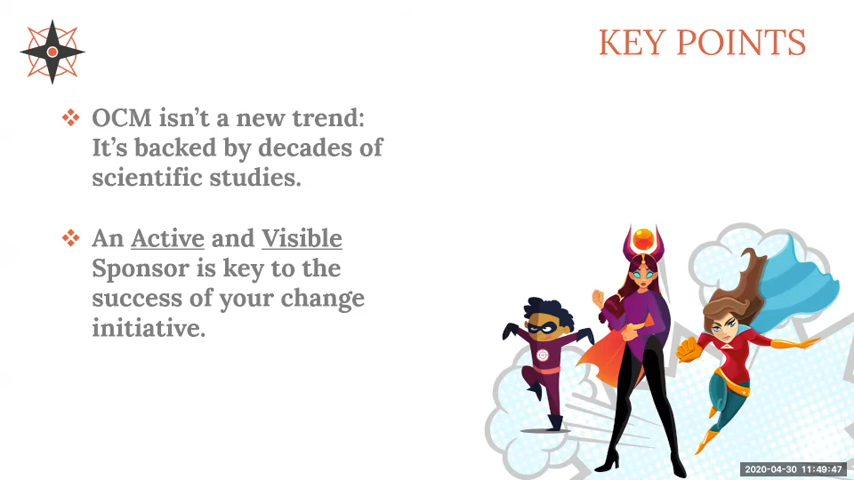 KEY POINTS
❖ OCM isn’t a new trend:
It’s backed by decades of
scientific studies.
❖ An Active and Visible
Sponsor is key to the
success of your change
initiative.
2020-04-30 11:49:47